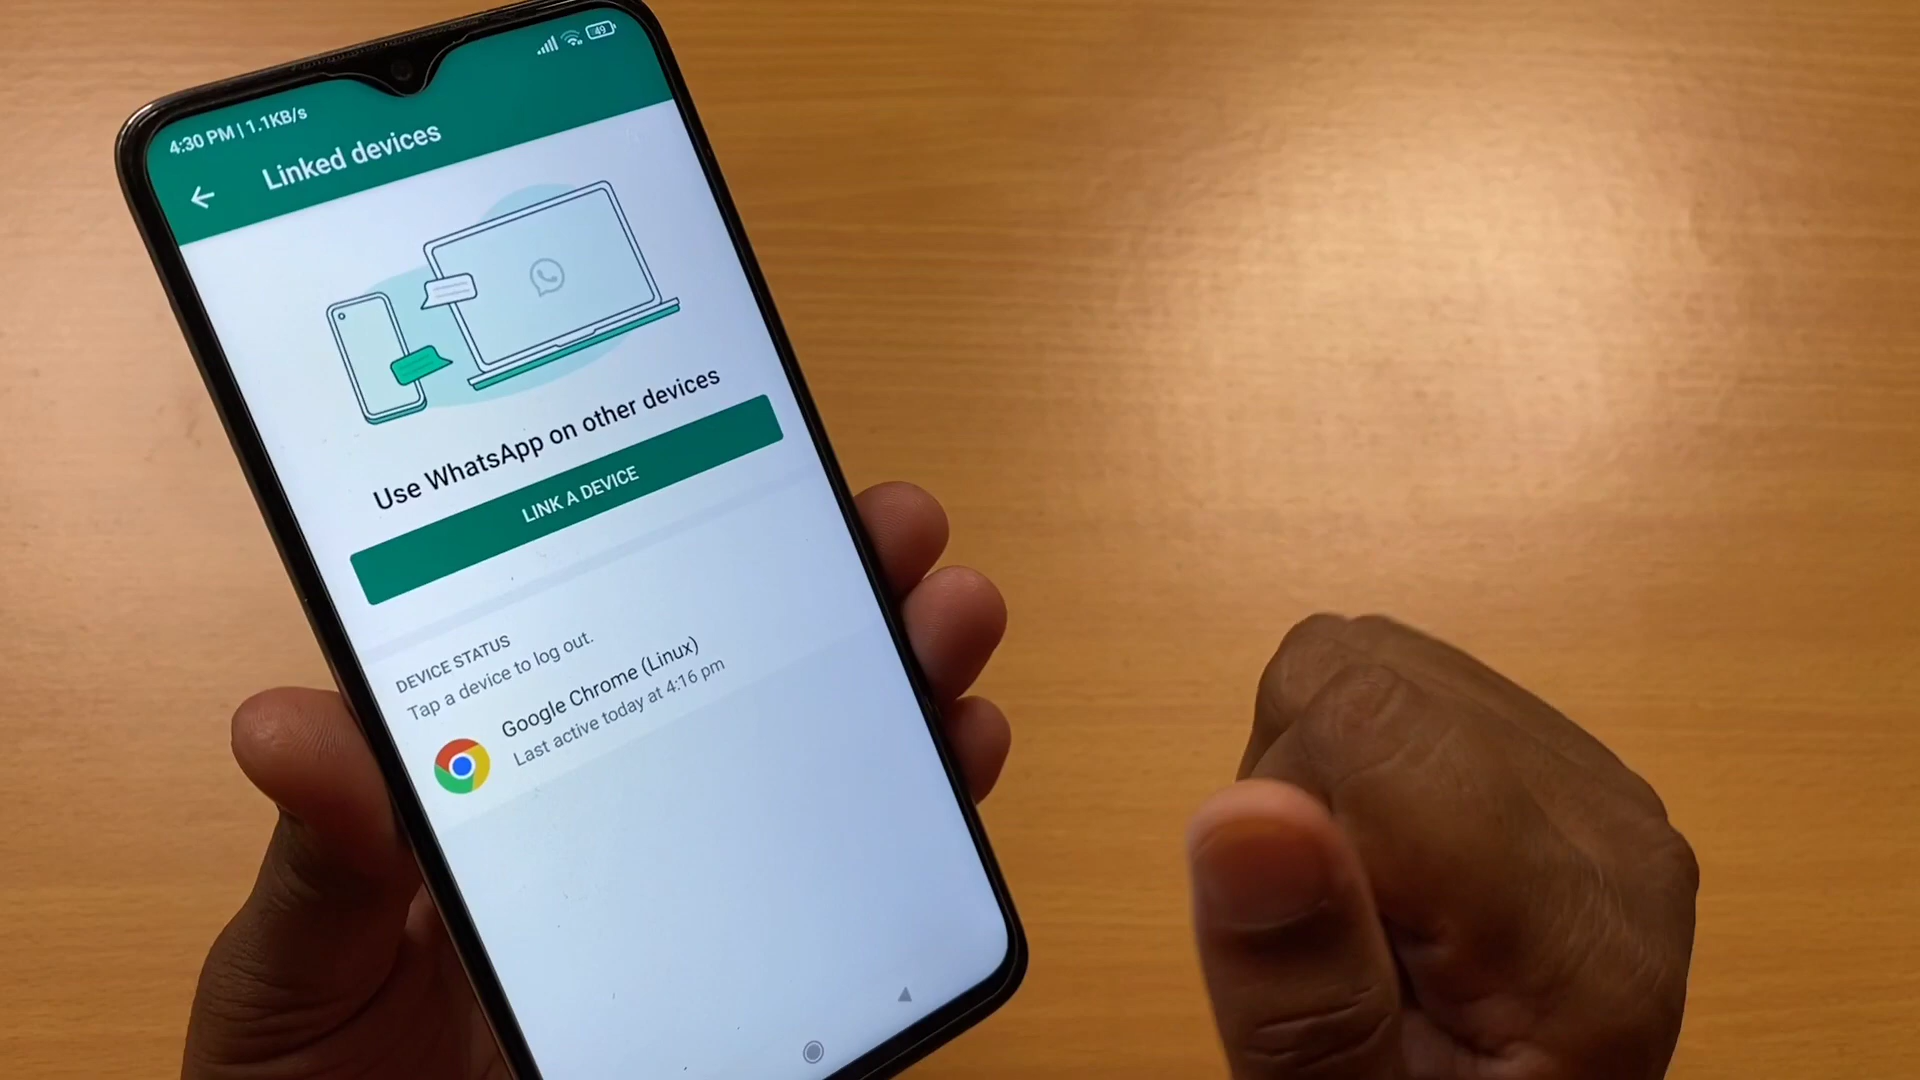 4:30 PM | 1.1KB/s
49
Linked devices
Use WhatsApp on other devices
LINK A DEVICE
DEVICE STATUS
Tap a device to log out.
Google Chrome (Linux)
Last active today at 4:16 pm